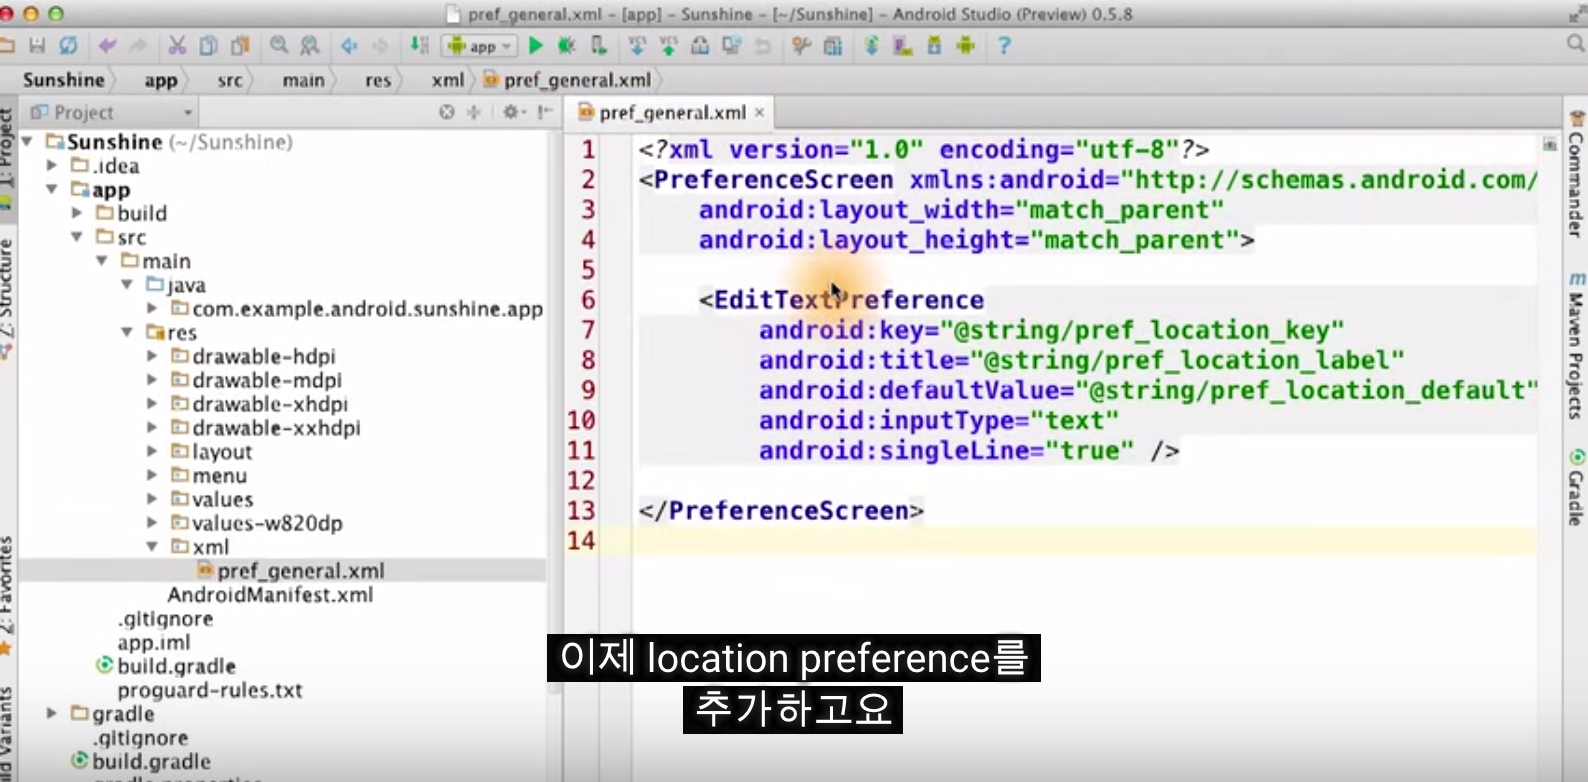 pref_general.xml – [app] – Sunshine – [~/Sunshine] – Android Studio (Preview) 0.5.8
app
Sunshine app src main res xml pref_general.xml
Project
pref_general.xml
1: Project
Z: Structure
2: Favorites
Variants
Sunshine (~/Sunshine)
.idea
app
build
src
main
java
com.example.android.sunshine.app
res
drawable-hdpi
drawable-mdpi
drawable-xhdpi
drawable-xxhdpi
layout
menu
values
values-w820dp
xml
pref_general.xml
AndroidManifest.xml
.gitignore
app.iml
build.gradle
proguard-rules.txt
gradle
.gitignore
build.gradle
1 <?xml version="1.0" encoding="utf-8"?>
2 <PreferenceScreen xmlns:android="http://schemas.android.com/
3 android:layout_width="match_parent"
4 android:layout_height="match_parent">
5
6 <EditTextPreference
7 android:key="@string/pref_location_key"
8 android:title="@string/pref_location_label"
9 android:defaultValue="@string/pref_location_default"
10 android:inputType="text"
11 android:singleLine="true" />
12
13 </PreferenceScreen>
14
Commander
Maven Projects
Gradle
이제 location preference를
추가하고요